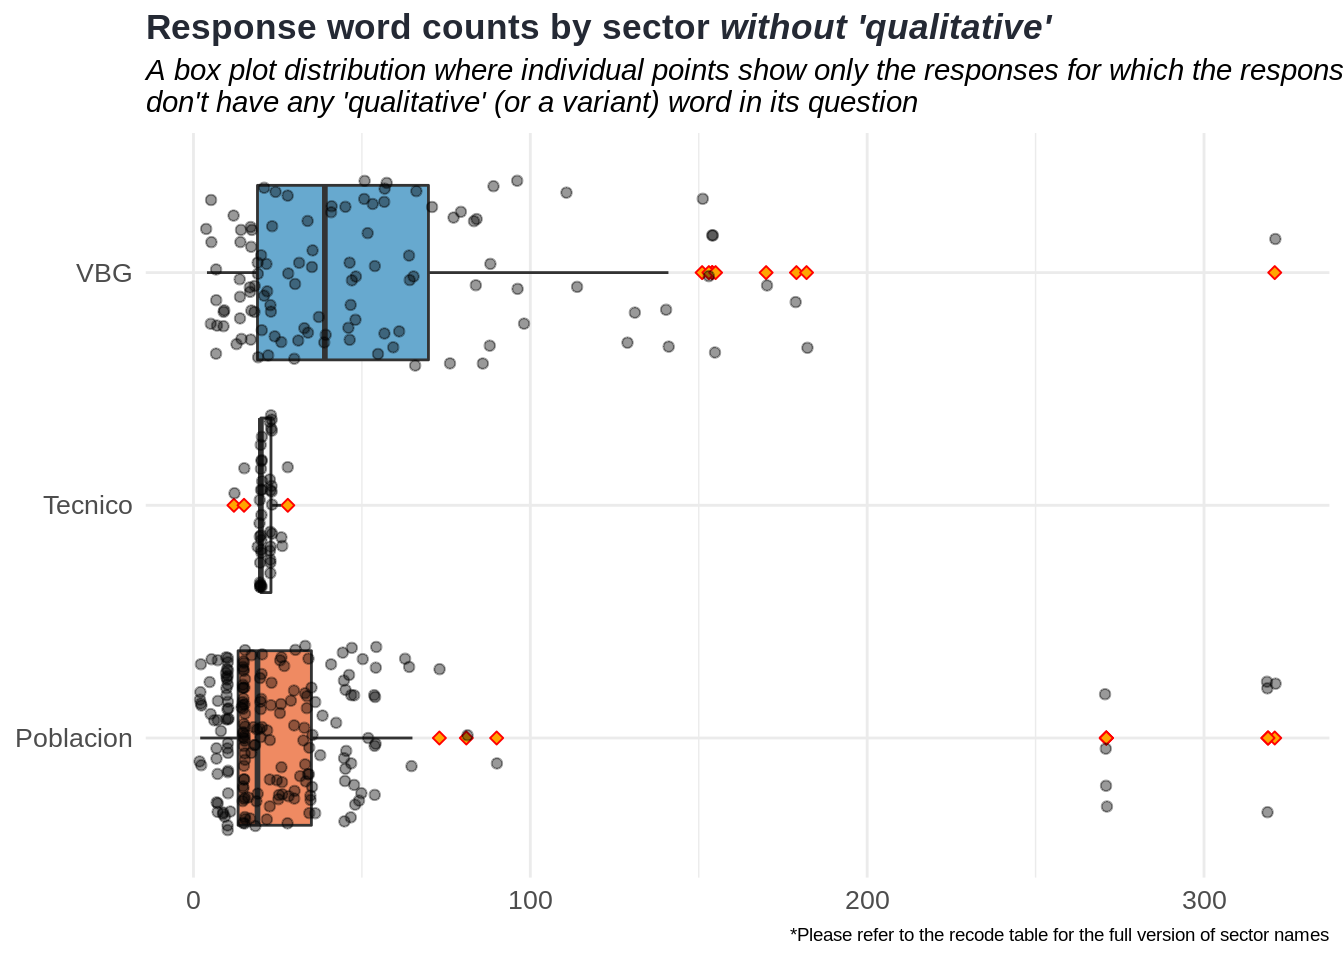 Response word counts by sector without 'qualitative'
A box plot distribution where individual points show only the responses for which the respons
don't have any 'qualitative' (or a variant) word in its question
VBG
Tecnico
Poblacion
0 100 200 300
*Please refer to the recode table for the full version of sector names